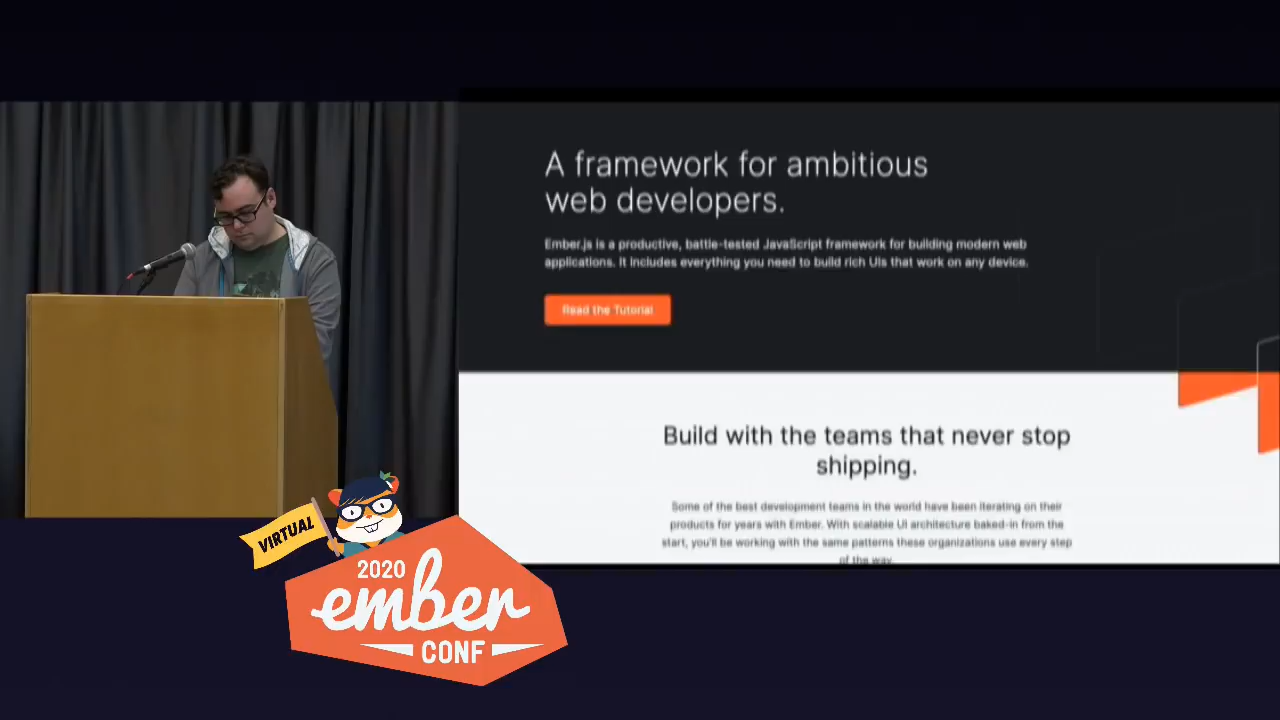 A framework for ambitious
web developers.
Ember.js is a productive, battle-tested JavaScript framework for building modern web
applications. It includes everything you need to build rich UIs that work on any device.
Read the Tutorial
Build with the teams that never stop
shipping.
Some of the best development teams in the world have been iterating on their
products for years with Ember. With scalable UI architecture baked-in from the
start, you'll be working with the same patterns these organizations use every step
of the way.
VIRTUAL
2020
ember
CONF